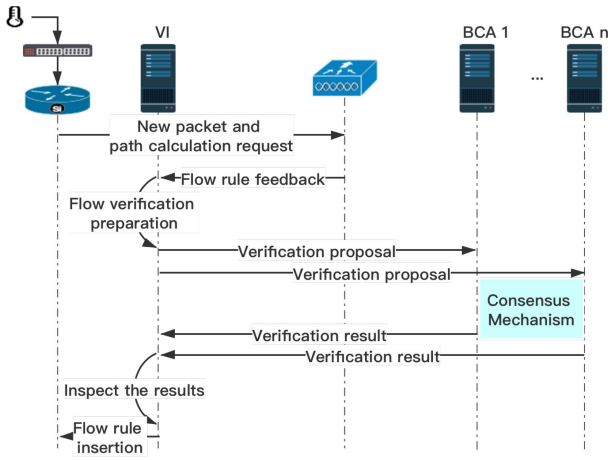 VI
BCA 1
...
BCA n
Si
New packet and
path calculation request
Flow rule feedback
Flow verification
preparation
Verification proposal
Verification proposal
Consensus
Mechanism
Verification result
Verification result
Inspect the results
Flow rule
insertion